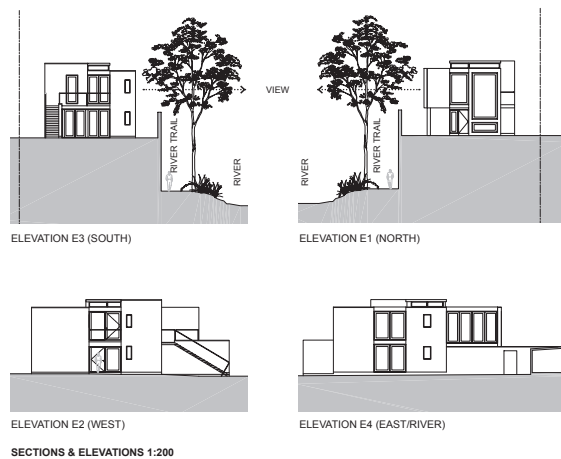 VIEW
RIVER TRAIL
RIVER
RIVER
RIVER TRAIL
ELEVATION E3 (SOUTH)
ELEVATION E1 (NORTH)
ELEVATION E2 (WEST)
ELEVATION E4 (EAST/RIVER)
SECTIONS & ELEVATIONS 1:200